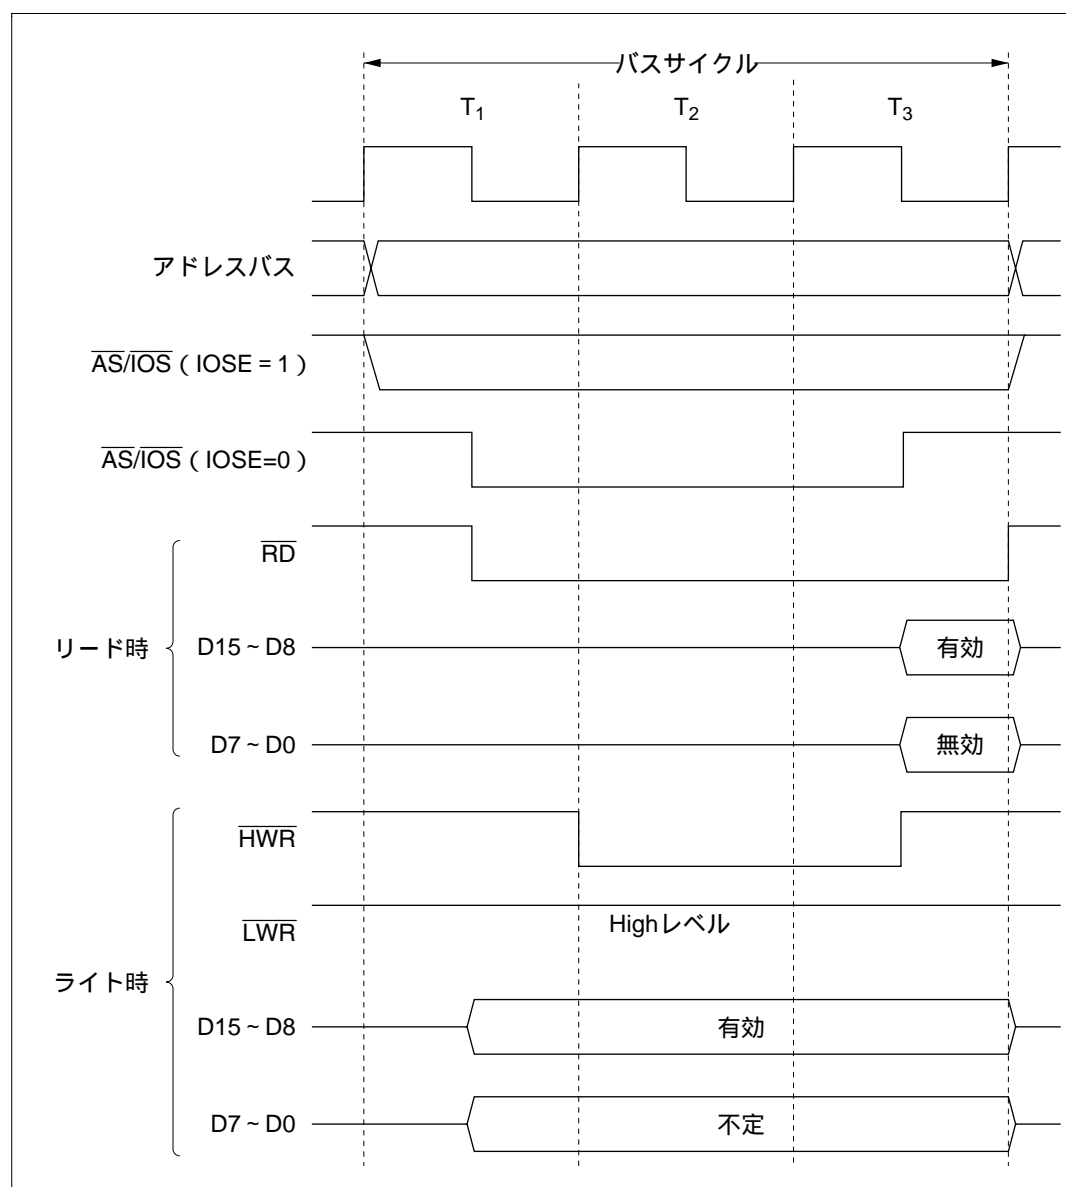 バスサイクル
T1 T2 T3
アドレスバス
AS/IOS(IOSE = 1)
AS/IOS(IOSE=0)
RD
リード時
D15 ~ D8
有効
D7 ~ D0
無効
HWR
LWR
Highレベル
ライト時
D15 ~ D8
有効
D7 ~ D0
不定